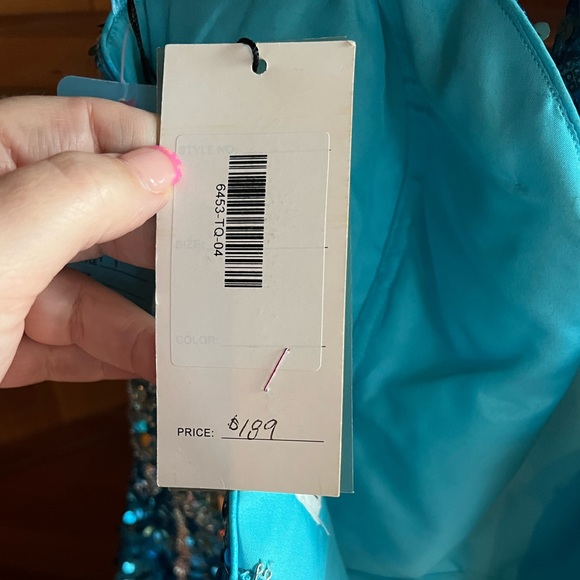 STYLE NO:
6453-TQ-04
SIZE:
COLOR:
PRICE: $199